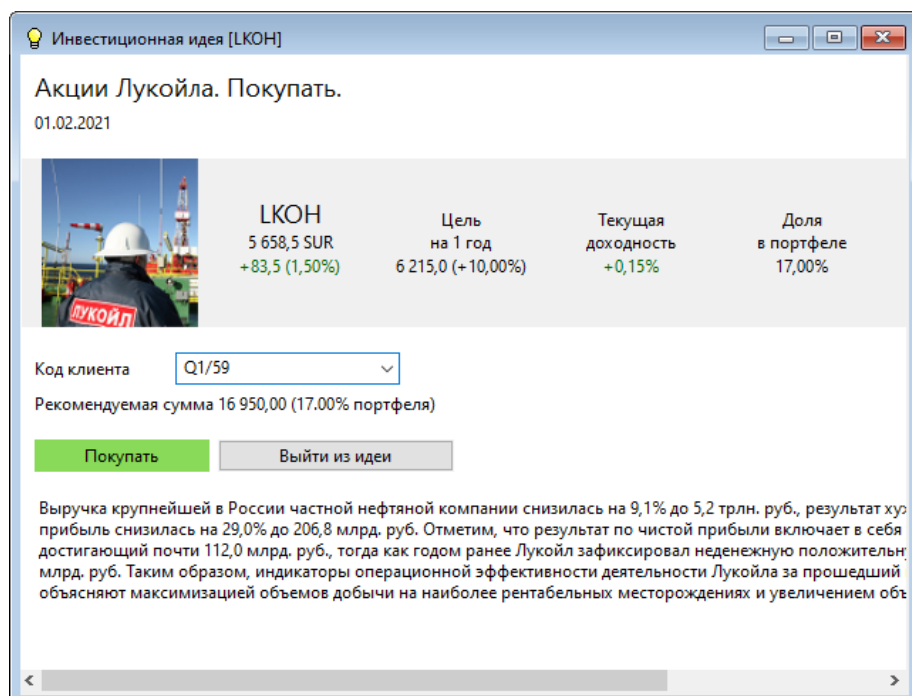 Инвестиционная идея [LKOH]
Акции Лукойла. Покупать.
01.02.2021
ЛУКОЙЛ
LKOH
5 658,5 SUR
+83,5 (1,50%)
Цель
на 1 год
6 215,0 (+10,00%)
Текущая
доходность
+0,15%
Доля
в портфеле
17,00%
Код клиента
Q1/59
Рекомендуемая сумма 16 950,00 (17.00% портфеля)
Покупать
Выйти из идеи
Выручка крупнейшей в России частной нефтяной компании снизилась на 9,1% до 5,2 трлн. руб., результат
прибыль снизилась на 29,0% до 206,8 млрд. руб. Отметим, что результат по чистой прибыли включает в себя
достигающий почти 112,0 млрд. руб., тогда как годом ранее Лукойл зафиксировал неденежную
млрд. руб. Таким образом, индикаторы операционной эффективности деятельности Лукойла за прошедший
объясняют максимизацией объемов добычи на наиболее рентабельных месторождениях и увеличением